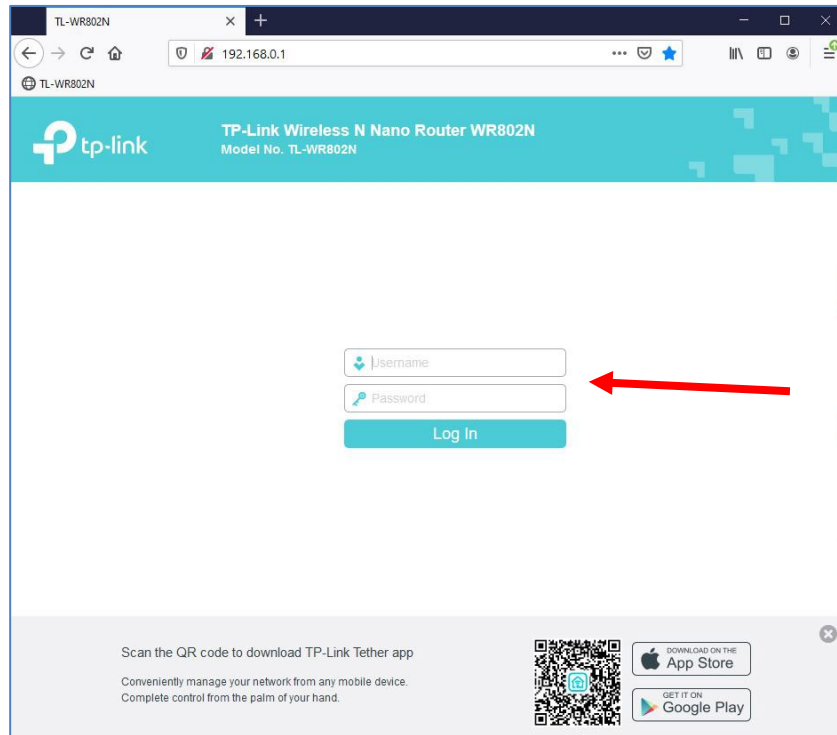 TL-WR802N
192.168.0.1
TL-WR802N
tp-link
TP-Link Wireless N Nano Router WR802N
Model No. TL-WR802N
Username
Password
Log In
Scan the QR code to download TP-Link Tether app
Conveniently manage your network from any mobile device.
Complete control from the palm of your hand.
DOWNLOAD ON THE
App Store
GET IT ON
Google Play